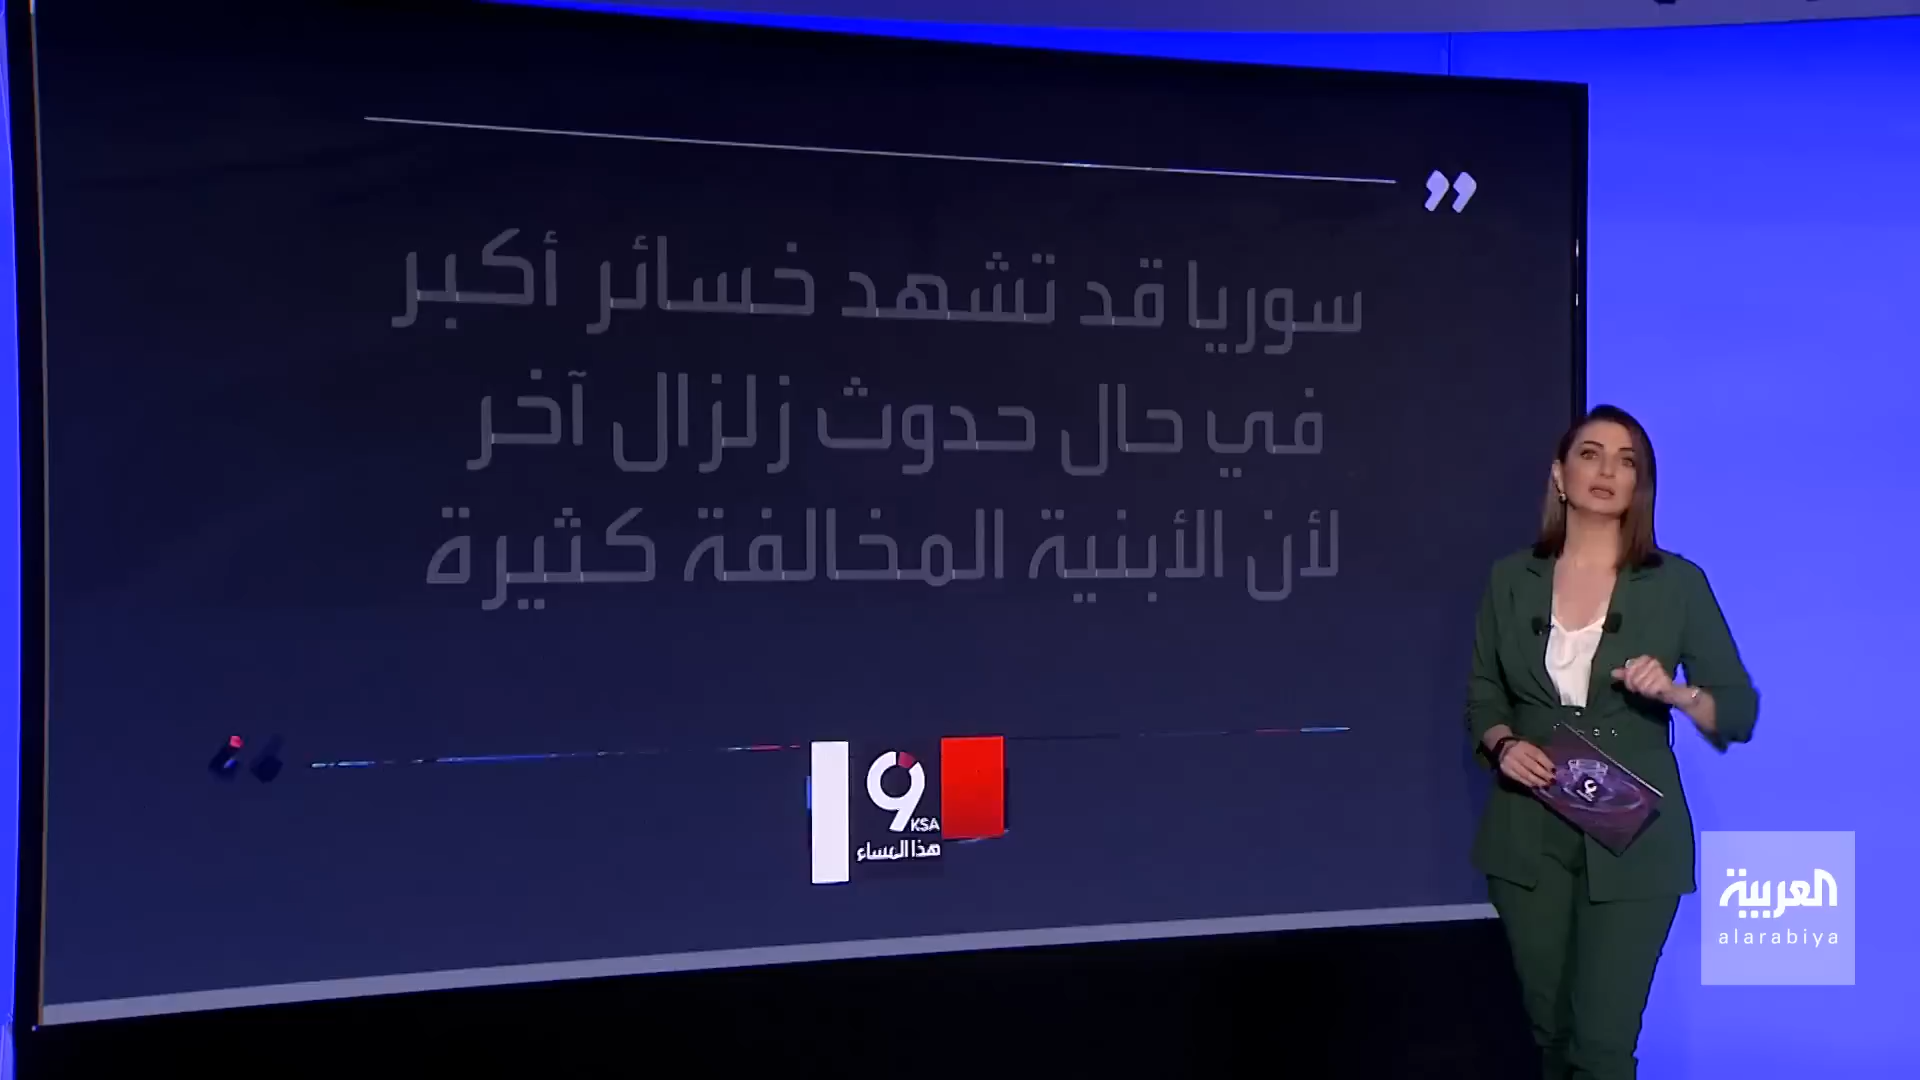 سوريا قد تشهد خسائر أكبر
في حال حدوث زلزال آخر
لأن الأبنية المخالفة كثيرة
9
KSA
هذا المساء
العربية
alarabiya